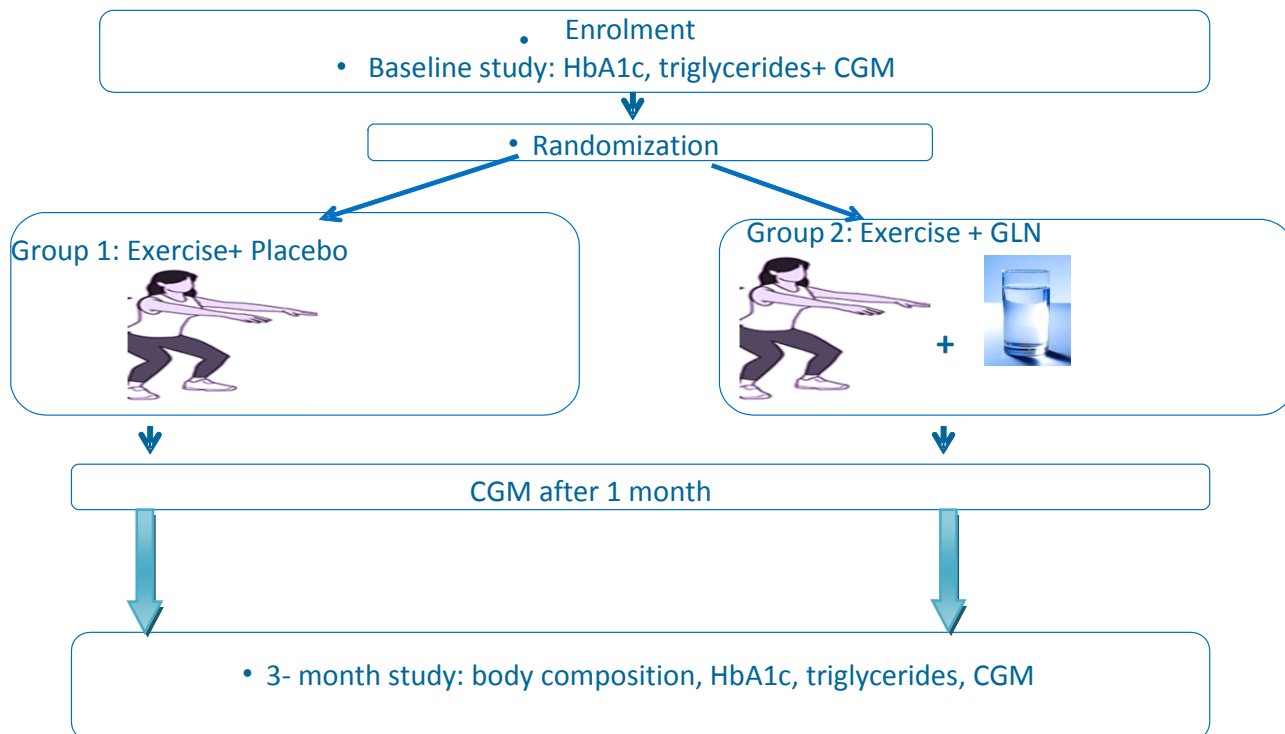 • Enrolment
• Baseline study: HbA1c, triglycerides+ CGM
• Randomization
Group 1: Exercise+ Placebo
Group 2: Exercise + GLN
+
CGM after 1 month
• 3- month study: body composition, HbA1c, triglycerides, CGM